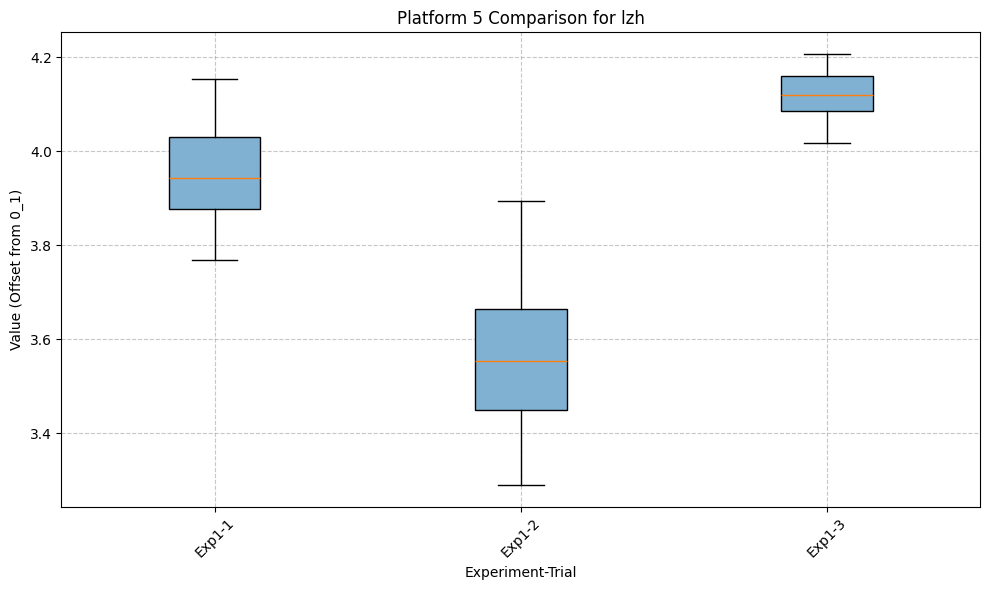 Platform 5 Comparison for lzh
Value (Offset from 0_1)
4.2
4.0
3.8
3.6
3.4
Exp1-1
Exp1-2
Exp1-3
Experiment-Trial